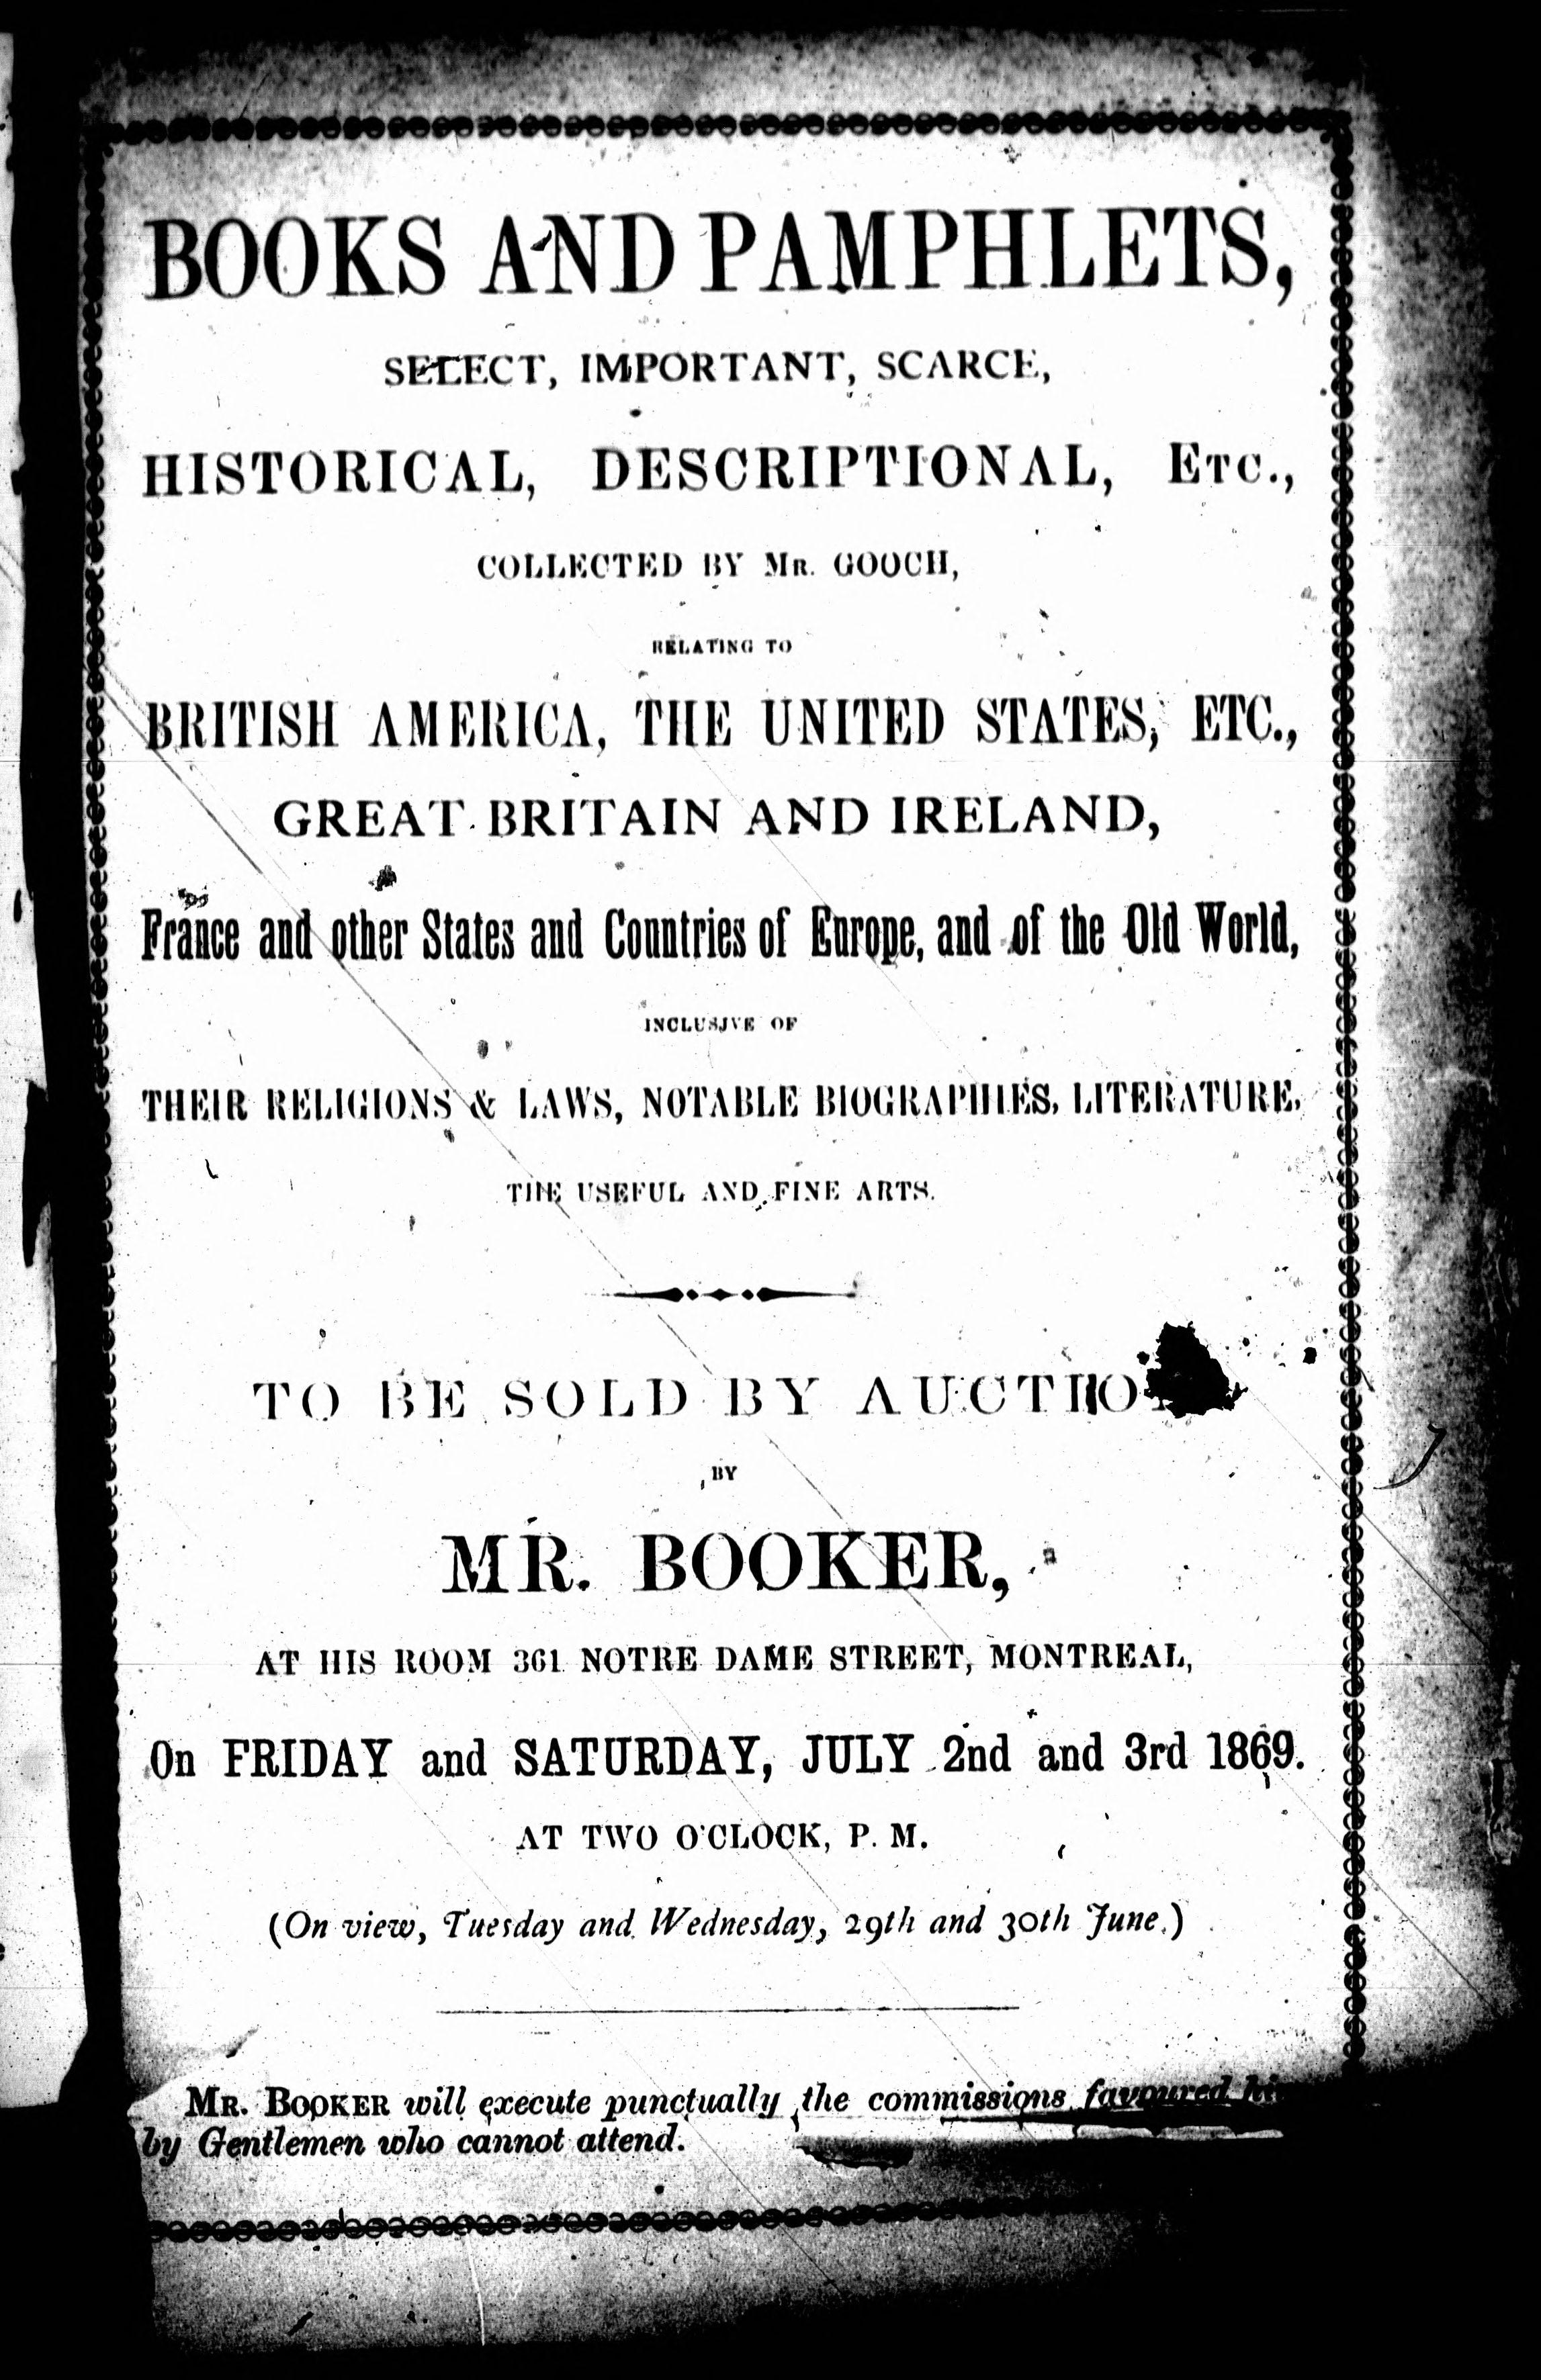 BOOKS AND PAMPHLETS,
SELECT, IMPORTANT, SCARCE,
HISTORICAL, DESCRIPTIONAL, ETC.,
COLLECTED BY MR. GOOCH,
RELATING TO
BRITISH AMERICA, THE UNITED STATES, ETC.,
GREAT BRITAIN AND IRELAND,
France and other States and Countries of Europe, and of the Old World,
INCLUSIVE OF
THEIR RELIGIONS & LAWS, NOTABLE BIOGRAPHIES, LITERATURE,
THE USEFUL AND FINE ARTS.
TO BE SOLD BY AUCTION
BY
MR. BOOKER,
AT HIS ROOM 361 NOTRE DAME STREET, MONTREAL,
On FRIDAY and SATURDAY, JULY 2nd and 3rd 1869.
AT TWO O'CLOCK, P. M.
(On view, Tuesday and Wednesday, 29th and 30th June.)
MR. BOOKER will execute punctually the commissions favoured
by Gentlemen who cannot attend.